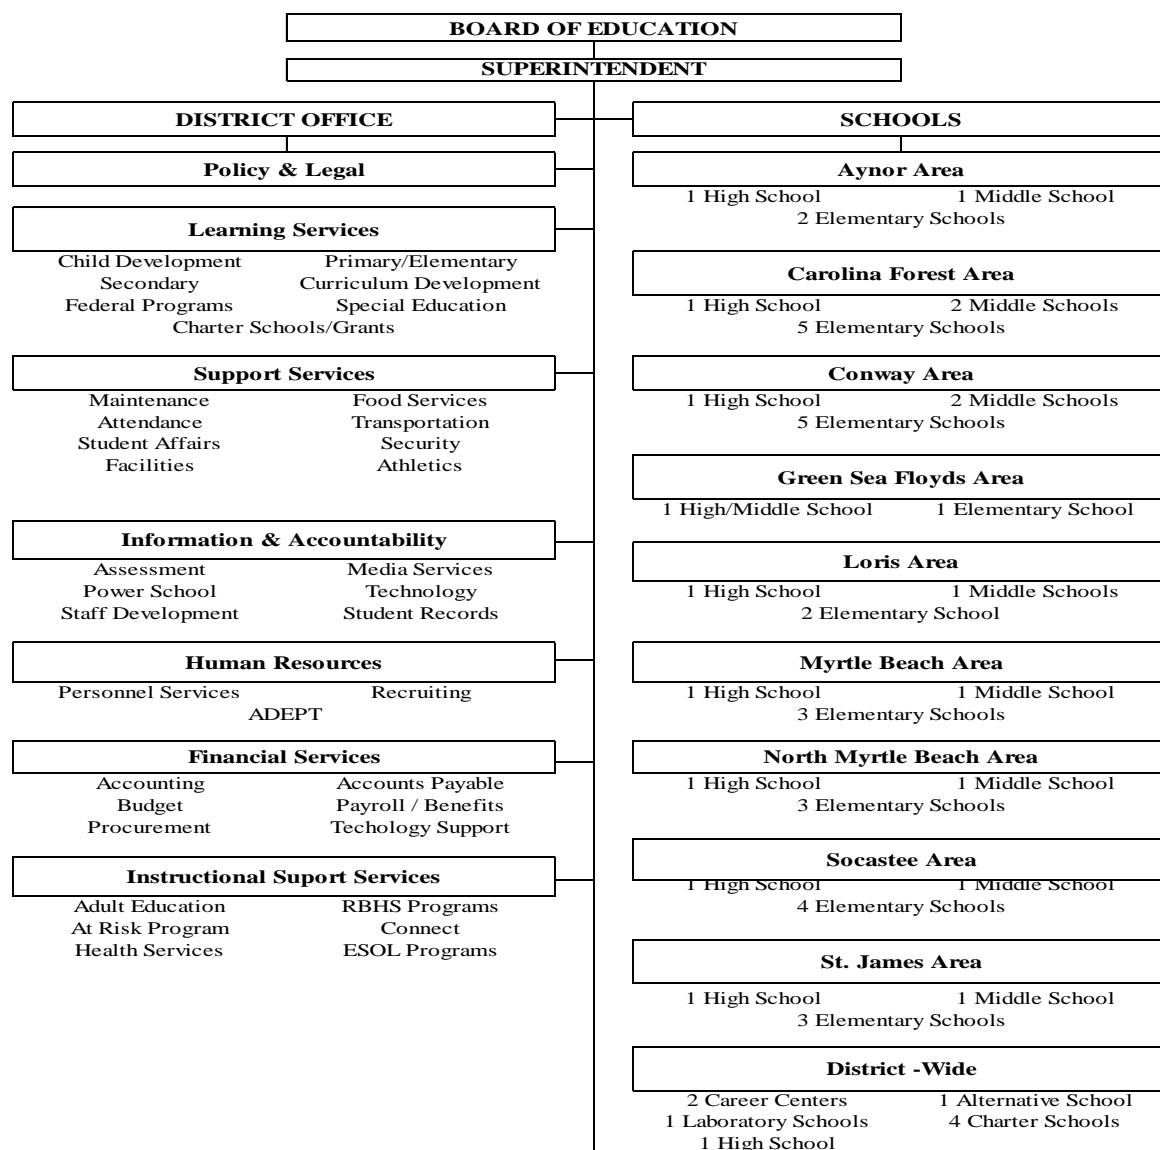 BOARD OF EDUCATION
SUPERINTENDENT
DISTRICT OFFICE
Policy & Legal
Learning Services
Child Development Primary/Elementary
Secondary Curriculum Development
Federal Programs Special Education
Charter Schools/Grants
Support Services
Maintenance Food Services
Attendance Transportation
Student Affairs Security
Facilities Athletics
Information & Accountability
Assessment Media Services
Power School Technology
Staff Development Student Records
Human Resources
Personnel Services Recruiting
ADEPT
Financial Services
Accounting Accounts Payable
Budget Payroll / Benefits
Procurement Techology Support
Instructional Suport Services
Adult Education RBHS Programs
At Risk Program Connect
Health Services ESOL Programs
SCHOOLS
Aynor Area
1 High School 1 Middle School
2 Elementary Schools
Carolina Forest Area
1 High School 2 Middle Schools
5 Elementary Schools
Conway Area
1 High School 2 Middle Schools
5 Elementary Schools
Green Sea Floyds Area
1 High/Middle School 1 Elementary School
Loris Area
1 High School 1 Middle Schools
2 Elementary School
Myrtle Beach Area
1 High School 1 Middle School
3 Elementary Schools
North Myrtle Beach Area
1 High School 1 Middle School
3 Elementary Schools
Socastee Area
1 High School 1 Middle School
4 Elementary Schools
St. James Area
1 High School 1 Middle School
3 Elementary Schools
District -Wide
2 Career Centers 1 Alternative School
1 Laboratory Schools 4 Charter Schools
1 High School